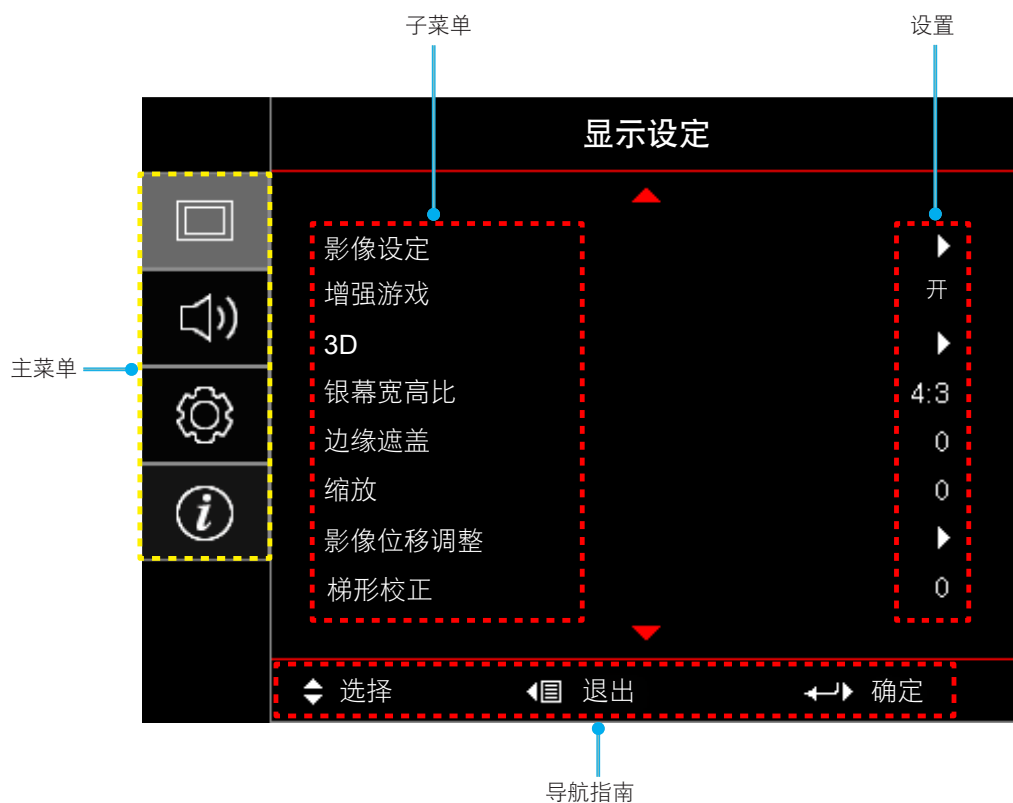 子菜单 设置
显示设定
影像设定
增强游戏 开
3D
主菜单
银幕宽高比 4:3
边缘遮盖 0
缩放 0
i
影像位移调整
梯形校正 0
选择 退出 确定
导航指南